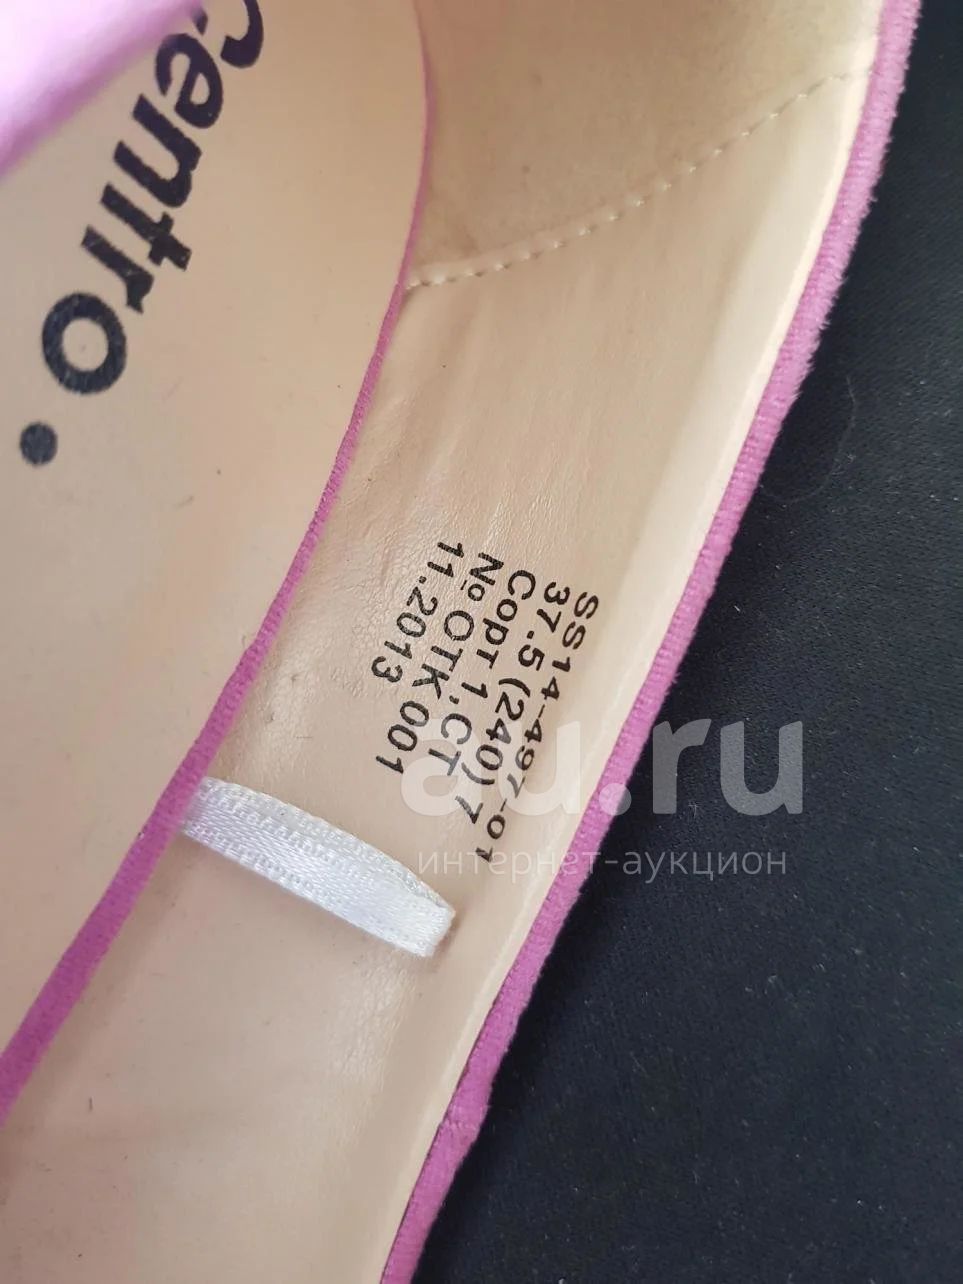 centro.
SS14-497-01
37.5 (240) 7
Сорт 1, СТ
№ ОТК 001
11.2013
au.ru
интернет-аукцион